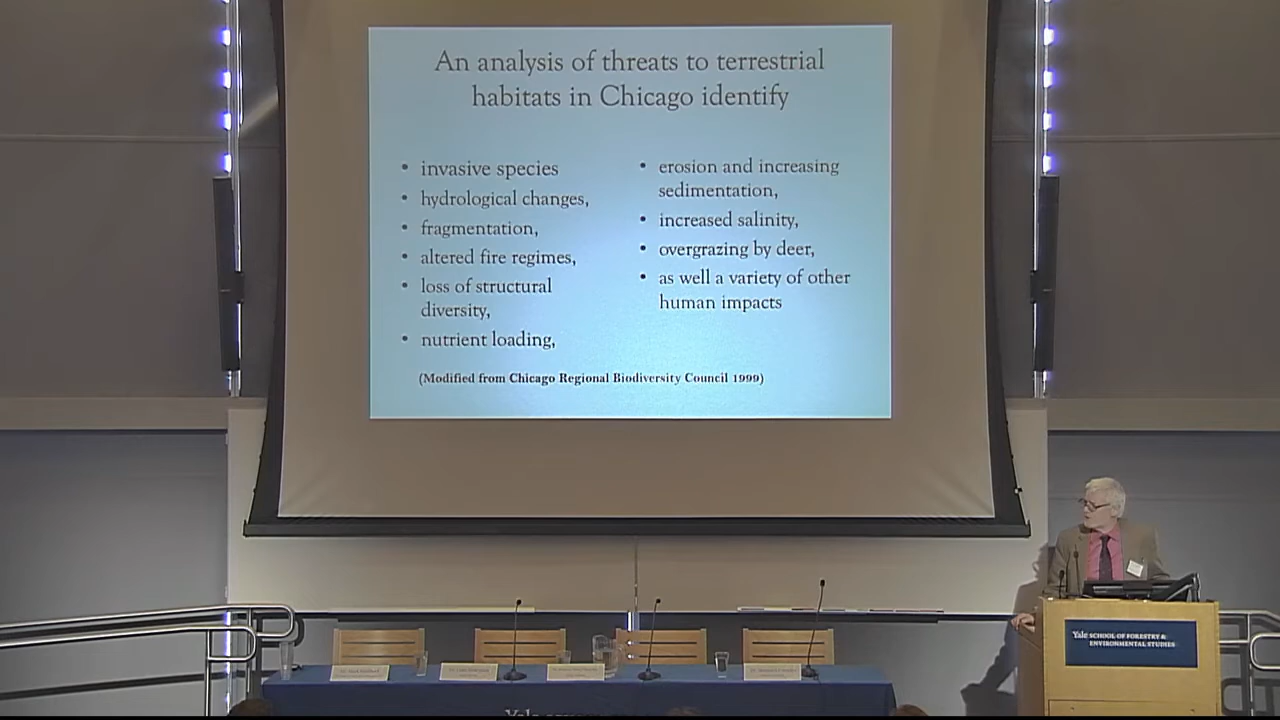 An analysis of threats to terrestrial
habitats in Chicago identify
• invasive species
• hydrological changes,
• fragmentation,
• altered fire regimes,
• loss of structural
diversity,
• nutrient loading,
• erosion and increasing
sedimentation,
• increased salinity,
• overgrazing by deer,
• as well a variety of other
human impacts
(Modified from Chicago Regional Biodiversity Council 1999)
Yale SCHOOL OF FORESTRY &
ENVIRONMENTAL STUDIES
Yale